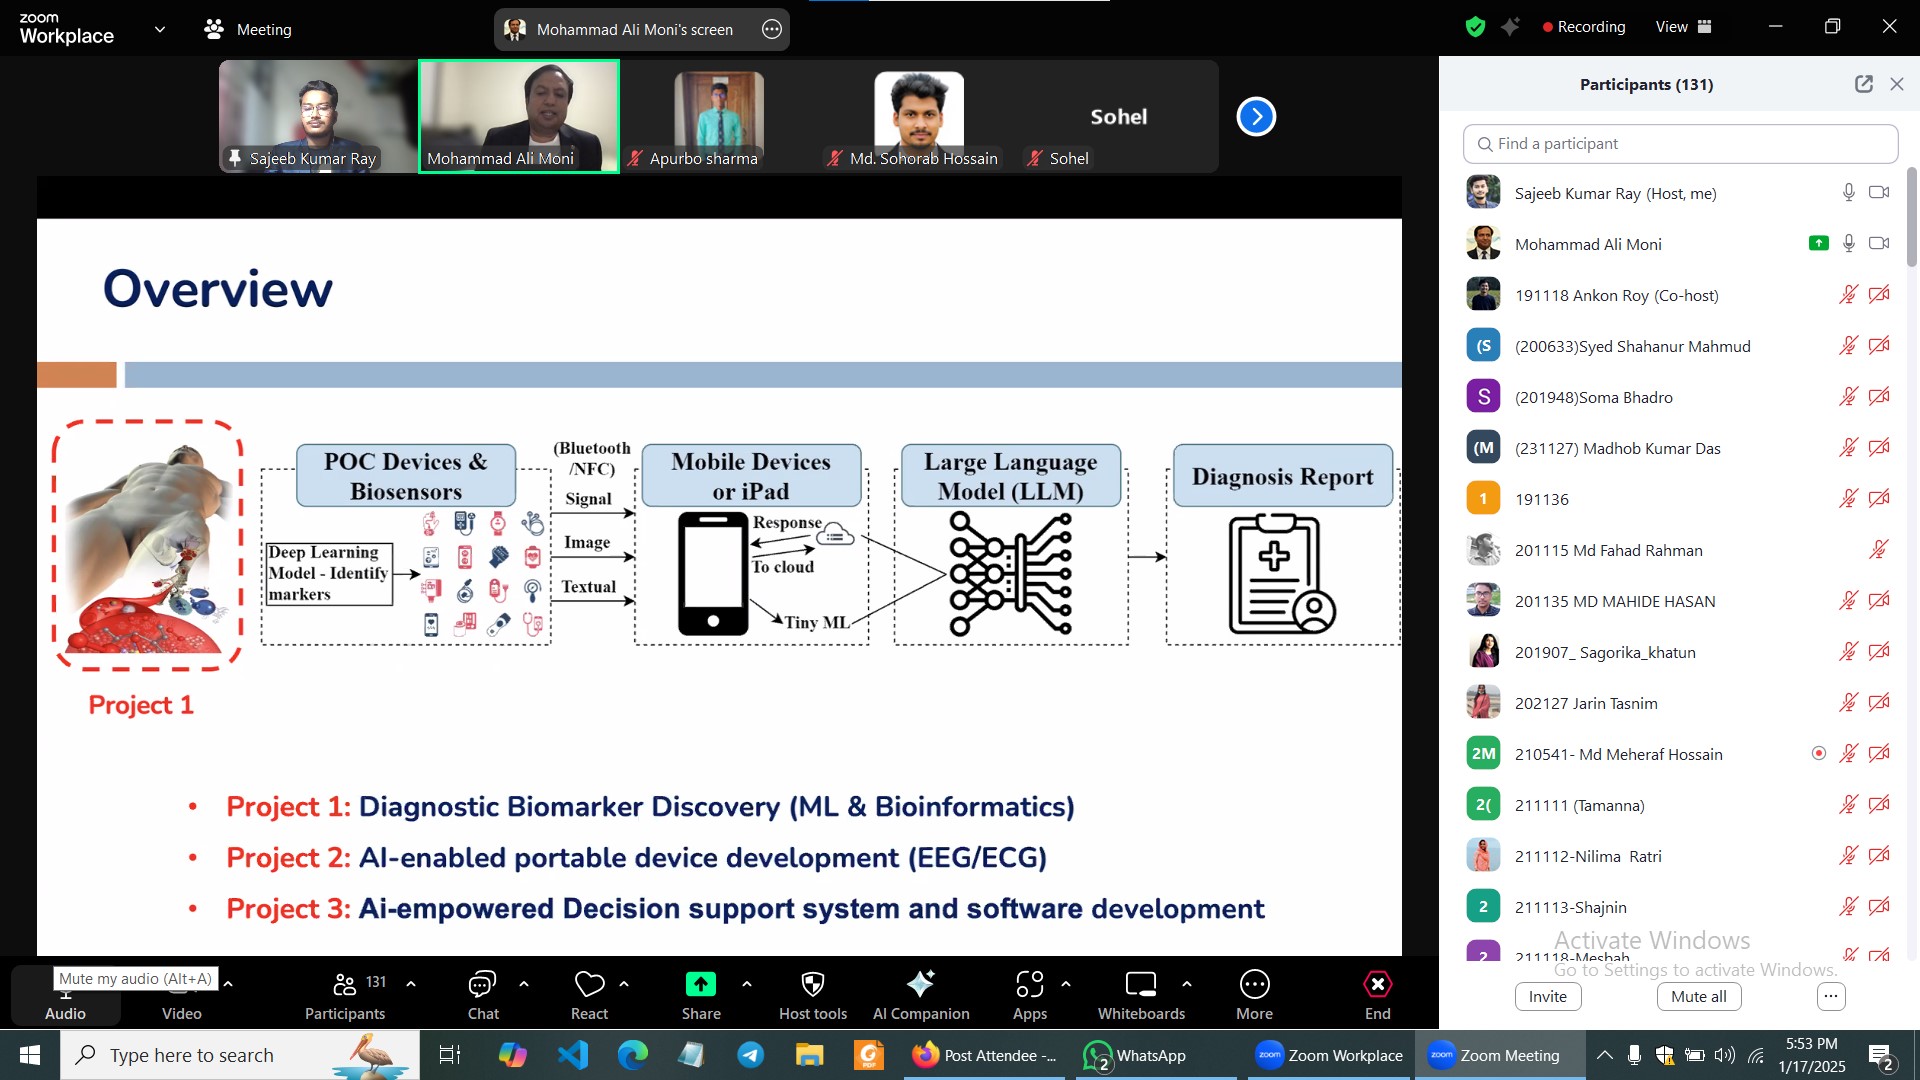 zoom
Workplace
Meeting
Mohammad Ali Moni's screen
Recording
View
Sajeeb Kumar Ray
Mohammad Ali Moni
Apurbo sharma
Md. Sohorab Hossain
Sohel
Sohel
Overview
POC Devices &
Biosensors
Deep Learning
Model - Identify
markers
(Bluetooth
/NFC)
Signal
Image
Textual
Mobile Devices
or iPad
Response
To cloud
Tiny ML
Large Language
Model (LLM)
Diagnosis Report
Project 1
• Project 1: Diagnostic Biomarker Discovery (ML & Bioinformatics)
• Project 2: AI-enabled portable device development (EEG/ECG)
• Project 3: Ai-empowered Decision support system and software development
Participants (131)
Find a participant
Sajeeb Kumar Ray (Host, me)
Mohammad Ali Moni
191118 Ankon Roy (Co-host)
(S (200633)Syed Shahanur Mahmud
S (201948)Soma Bhadro
(M (231127) Madhob Kumar Das
1 191136
201115 Md Fahad Rahman
201135 MD MAHIDE HASAN
201907_ Sagorika_khatun
202127 Jarin Tasnim
2M 210541- Md Meheraf Hossain
2( 211111 (Tamanna)
211112-Nilima Ratri
2 211113-Shajnin
2 211118-Mesbah
Activate Windows
Go to Settings to activate Windows.
Invite
Mute all
Mute my audio (Alt+A)
Audio
Video
131
Participants
Chat
React
Share
Host tools
AI Companion
Apps
Whiteboards
More
End
Type here to search
Post Attendee -...
2
WhatsApp
zoom
Zoom Workplace
zoom
Zoom Meeting
5:53 PM
1/17/2025
2